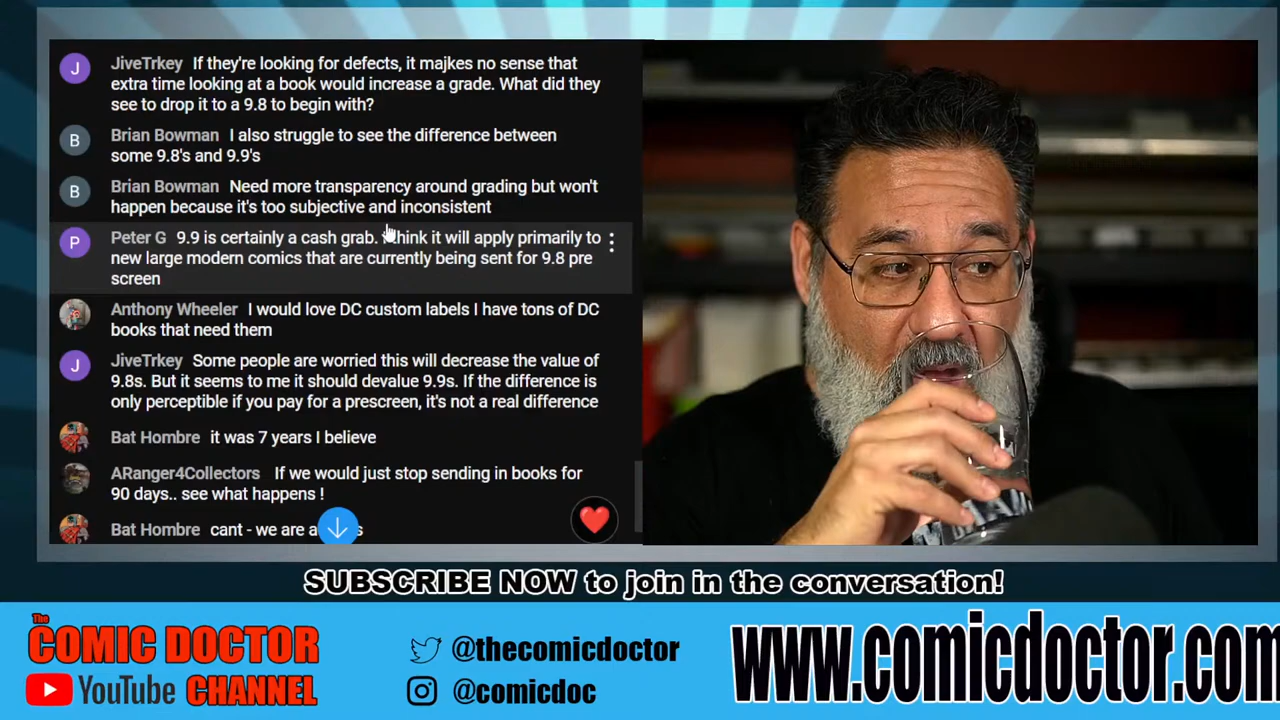 JiveTrkey If they're looking for defects, it majkes no sense that
extra time looking at a book would increase a grade. What did they
see to drop it to a 9.8 to begin with?
Brian Bowman I also struggle to see the difference between
some 9.8's and 9.9's
Brian Bowman Need more transparency around grading but won't
happen because it's too subjective and inconsistent
Peter G 9.9 is certainly a cash grab. think it will apply primarily to
new large modern comics that are currently being sent for 9.8 pre
screen
Anthony Wheeler I would love DC custom labels I have tons of DC
books that need them
JiveTrkey Some people are worried this will decrease the value of
9.8s. But it seems to me it should devalue 9.9s. If the difference is
only perceptible if you pay for a prescreen, it's not a real difference
Bat Hombre it was 7 years I believe
ARanger4Collectors If we would just stop sending in books for
90 days.. see what happens !
Bat Hombre cant - we are
SUBSCRIBE NOW to join in the conversation!
The
COMIC DOCTOR
YouTube CHANNEL
@thecomicdoctor
@comicdoc
www.comicdoctor.com